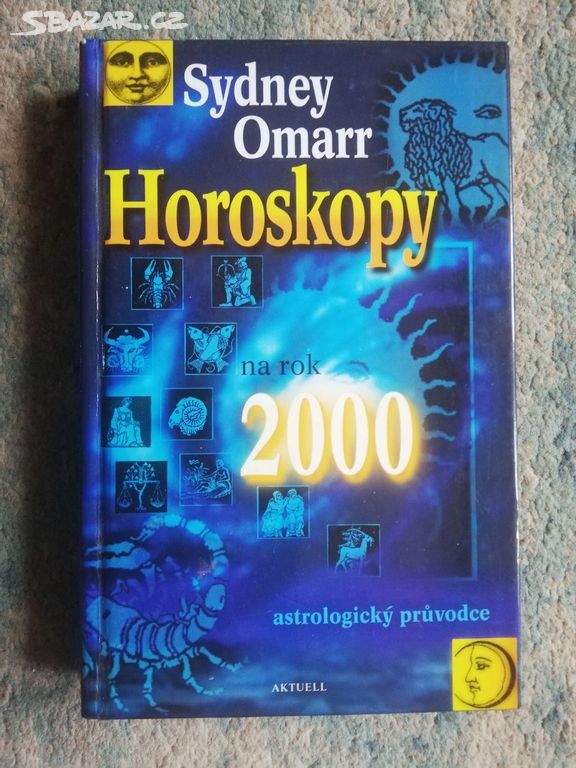 SBAZAR.CZ
Sydney
Omarr
Horoskopy
na rok
2000
astrologický průvodce
AKTUELL